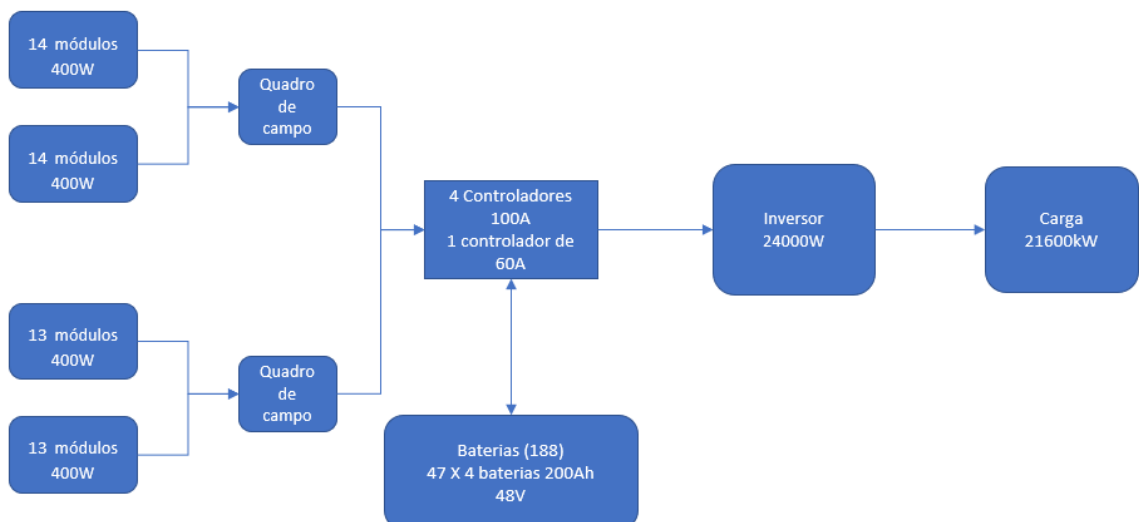 14 módulos
400W
14 módulos
400W
Quadro
de
campo
13 módulos
400W
13 módulos
400W
Quadro
de
campo
4 Controladores
100A
1 controlador de
60A
Baterias (188)
47 X 4 baterias 200Ah
48V
Inversor
24000W
Carga
21600kW